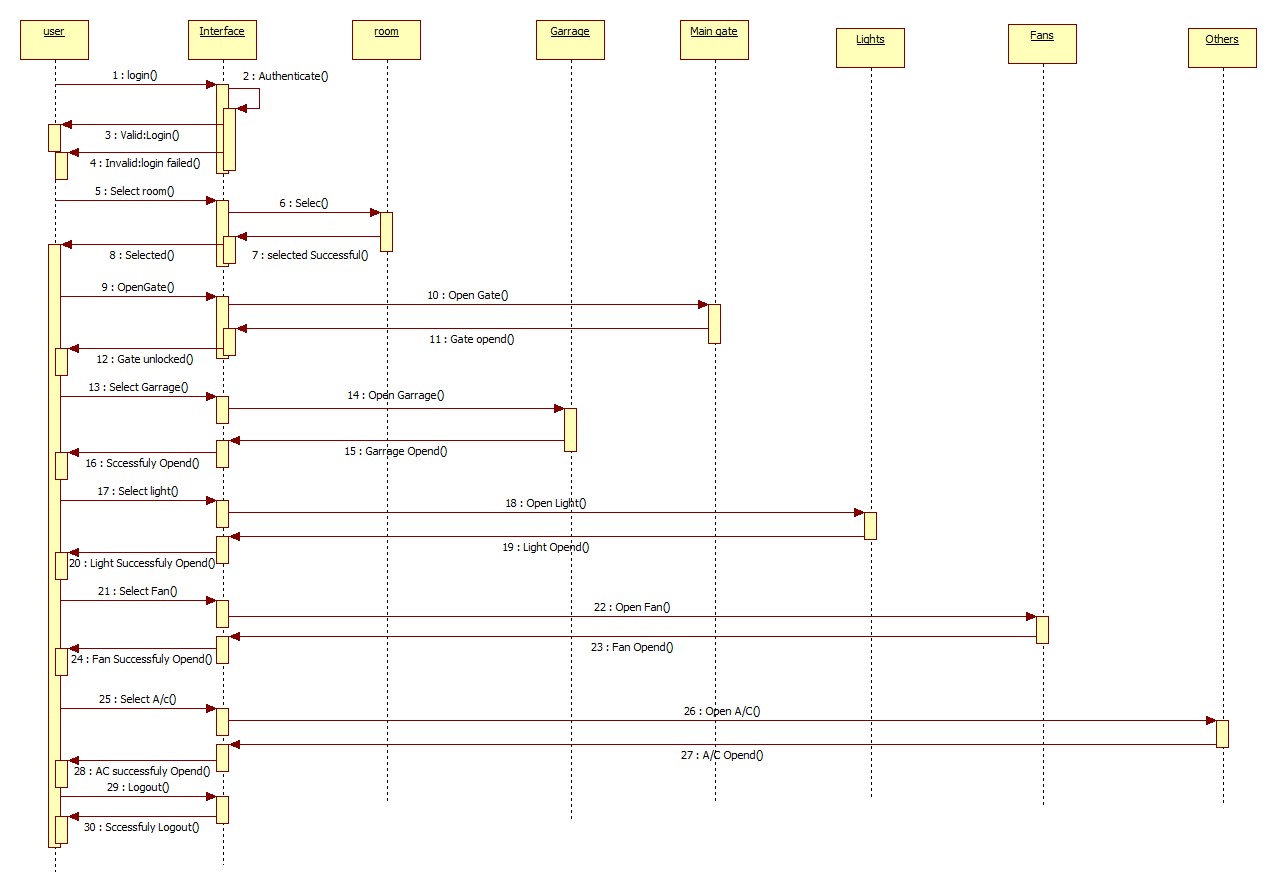 user
Interface
room
Garrage
Main gate
Lights
Fans
Others
1 : login()
2 : Authenticate()
3 : Valid:Login()
4 : Invalid:login failed()
5 : Select room()
6 : Selec()
7 : selected Successful()
8 : Selected()
9 : OpenGate()
10 : Open Gate()
11 : Gate opend()
12 : Gate unlocked()
13 : Select Garrage()
14 : Open Garrage()
15 : Garrage Opend()
16 : Sccessfuly Opend()
17 : Select light()
18 : Open Light()
19 : Light Opend()
20 : Light Successfuly Opend()
21 : Select Fan()
22 : Open Fan()
23 : Fan Opend()
24 : Fan Successfuly Opend()
25 : Select A/c()
26 : Open A/C()
27 : A/C Opend()
28 : AC successfuly Opend()
29 : Logout()
30 : Sccessfuly Logout()